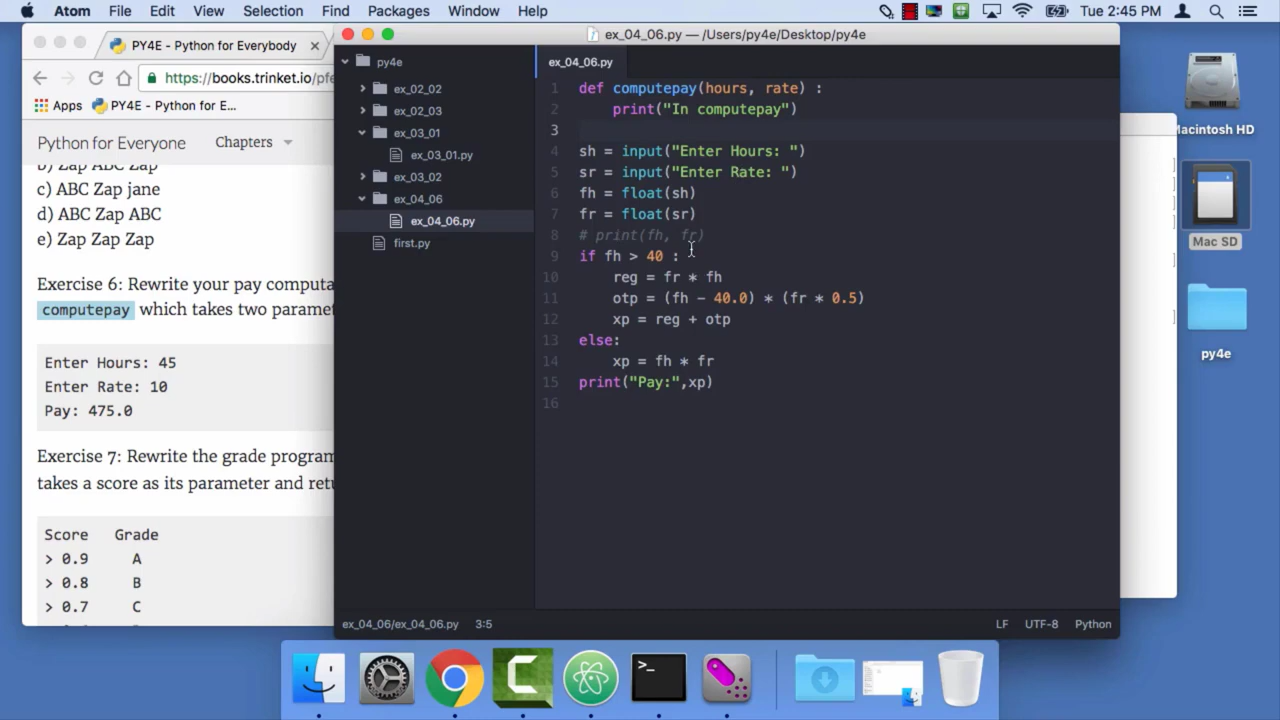 Atom File Edit View Selection Find Packages Window Help Tue 2:45 PM
PY4E - Python for Everybody
https://books.trinket.io/pfe
Apps PY4E - Python for E...
Python for Everyone Chapters
b) Zap ABC Zap
c) ABC Zap jane
d) ABC Zap ABC
e) Zap Zap Zap
Exercise 6: Rewrite your pay computa
computepay which takes two paramet
Enter Hours: 45
Enter Rate: 10
Pay: 475.0
Exercise 7: Rewrite the grade program
takes a score as its parameter and retu
Score Grade
> 0.9 A
> 0.8 B
> 0.7 C
ex_04_06.py — /Users/py4e/Desktop/py4e
py4e
ex_02_02
ex_02_03
ex_03_01
ex_03_01.py
ex_03_02
ex_04_06
ex_04_06.py
first.py
ex_04_06.py
1 def computepay(hours, rate) :
2 print("In computepay")
3
4 sh = input("Enter Hours: ")
5 sr = input("Enter Rate: ")
6 fh = float(sh)
7 fr = float(sr)
8 # print(fh, fr)
9 if fh > 40 :
10 reg = fr * fh
11 otp = (fh - 40.0) * (fr * 0.5)
12 xp = reg + otp
13 else:
14 xp = fh * fr
15 print("Pay:",xp)
16
ex_04_06/ex_04_06.py 3:5 LF UTF-8 Python
Macintosh HD
Mac SD
py4e